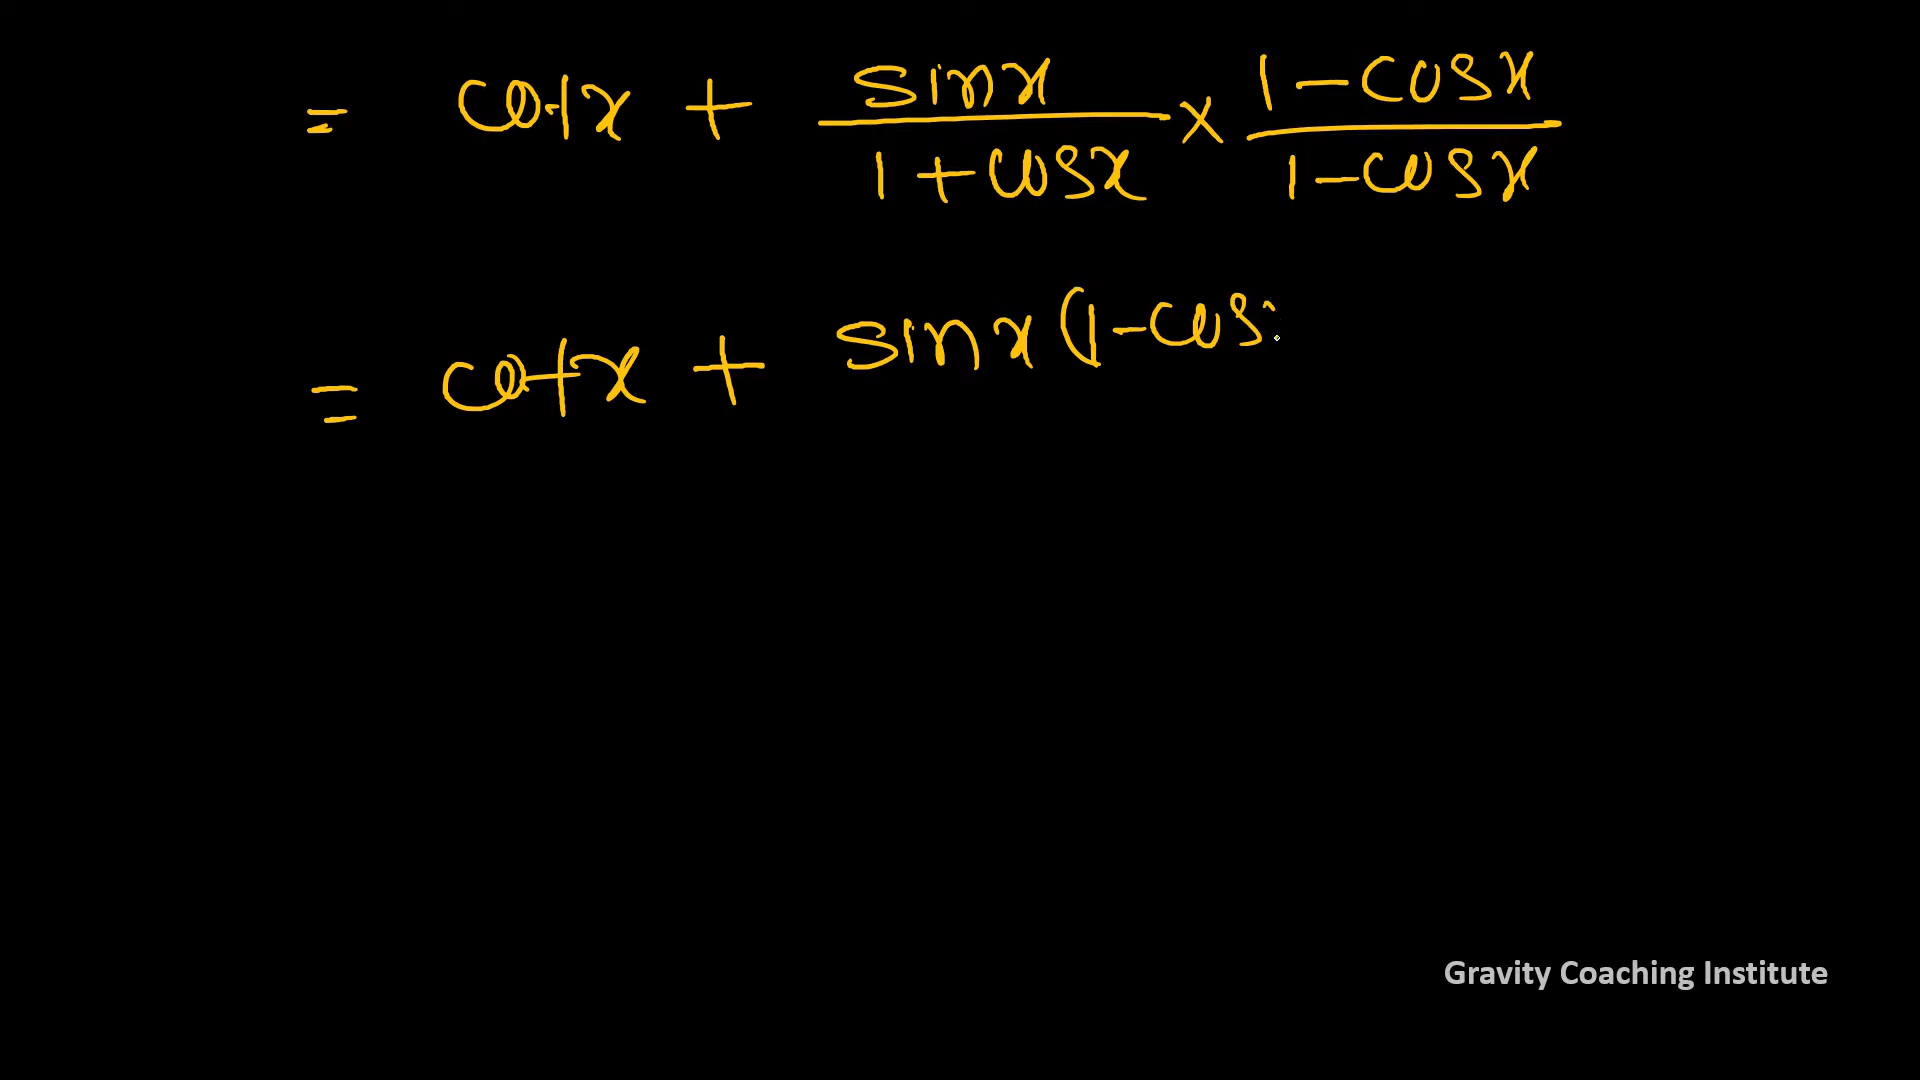 = cotx + sinx/1+cosx × 1-cosx/1-cosx
= cotx + sinx(1-cos
Gravity Coaching Institute